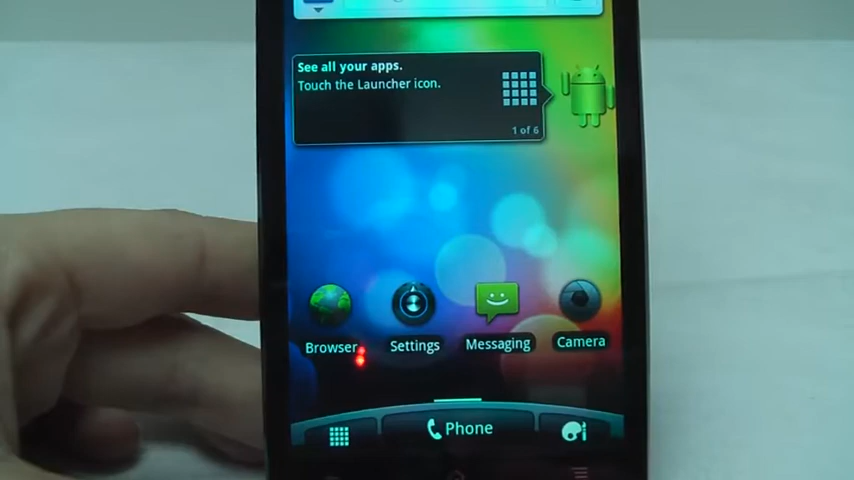 See all your apps.
Touch the Launcher icon.
1 of 6
Browser
Settings
Messaging
Camera
Phone